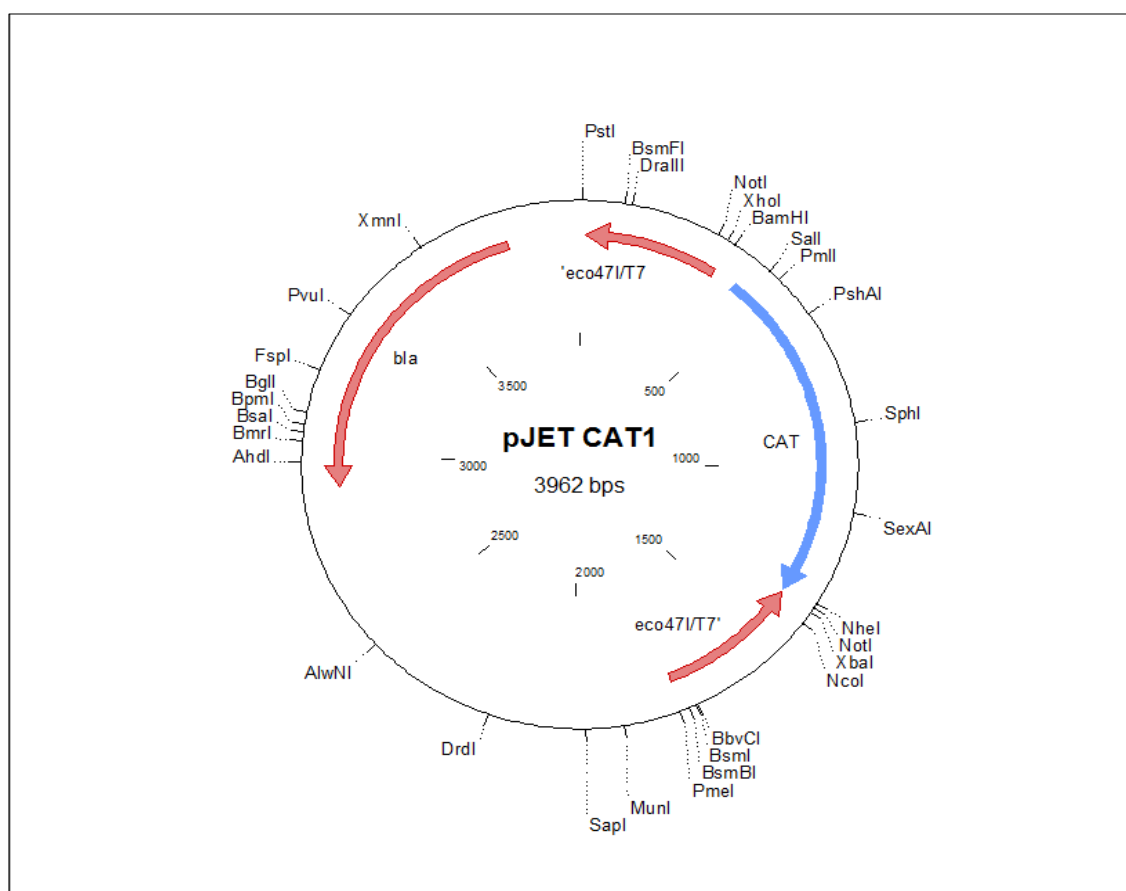 PstI
BsmFI
DraIII
NotI
XhoI
BamHI
SalI
PmlI
PshAI
SphI
SexAI
NheI
NotI
XbaI
NcoI
BbvCI
BsmI
BsmBI
PmeI
MunI
SapI
DrdI
AlwNI
AhdI
BmrI
BsaI
BpmI
BglI
FspI
PvuI
XmnI
'eco47I/T7
bla
CAT
eco47I/T7'
500
1000
1500
2000
2500
3000
3500
pJET CAT1
3962 bps